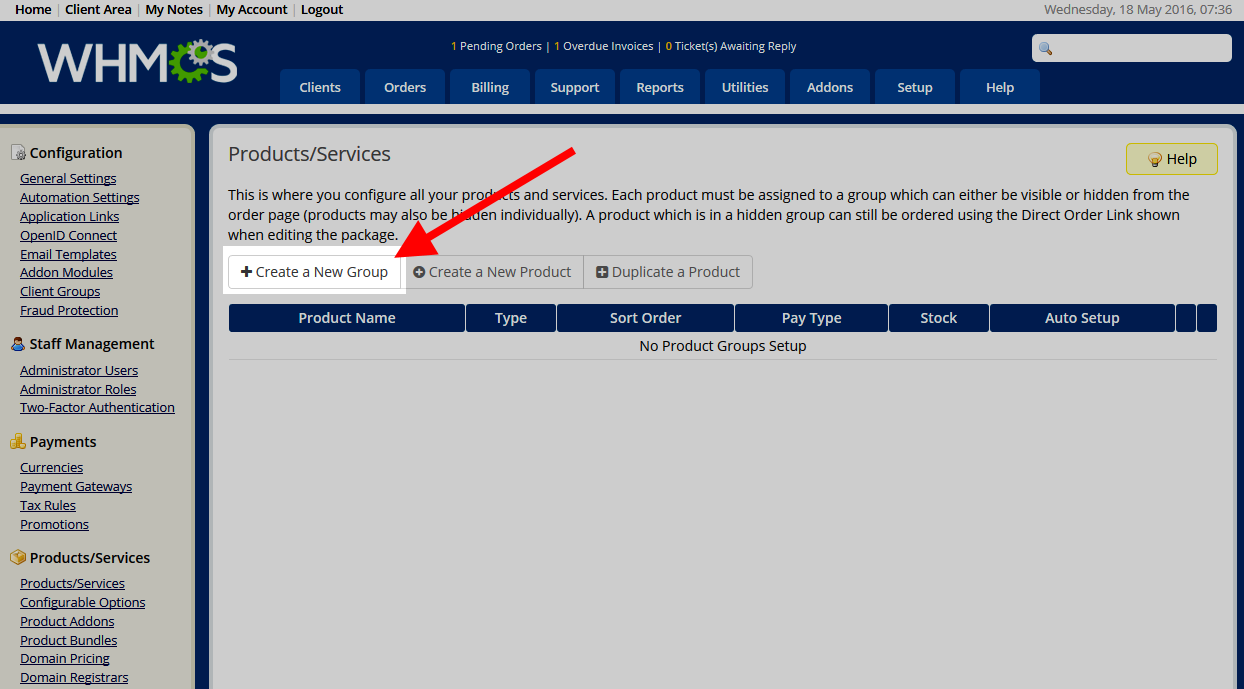 Home | Client Area | My Notes | My Account | Logout
Wednesday, 18 May 2016, 07:36
WHMCS
1 Pending Orders | 1 Overdue Invoices | 0 Ticket(s) Awaiting Reply
Clients Orders Billing Support Reports Utilities Addons Setup Help
Configuration
General Settings
Automation Settings
Application Links
OpenID Connect
Email Templates
Addon Modules
Client Groups
Fraud Protection
Staff Management
Administrator Users
Administrator Roles
Two-Factor Authentication
Payments
Currencies
Payment Gateways
Tax Rules
Promotions
Products/Services
Products/Services
Configurable Options
Product Addons
Product Bundles
Domain Pricing
Domain Registrars
Products/Services
Help
This is where you configure all your products and services. Each product must be assigned to a group which can either be visible or hidden from the
order page (products may also be hidden individually). A product which is in a hidden group can still be ordered using the Direct Order Link shown
when editing the package.
Create a New Group Create a New Product Duplicate a Product
Product Name Type Sort Order Pay Type Stock Auto Setup
No Product Groups Setup